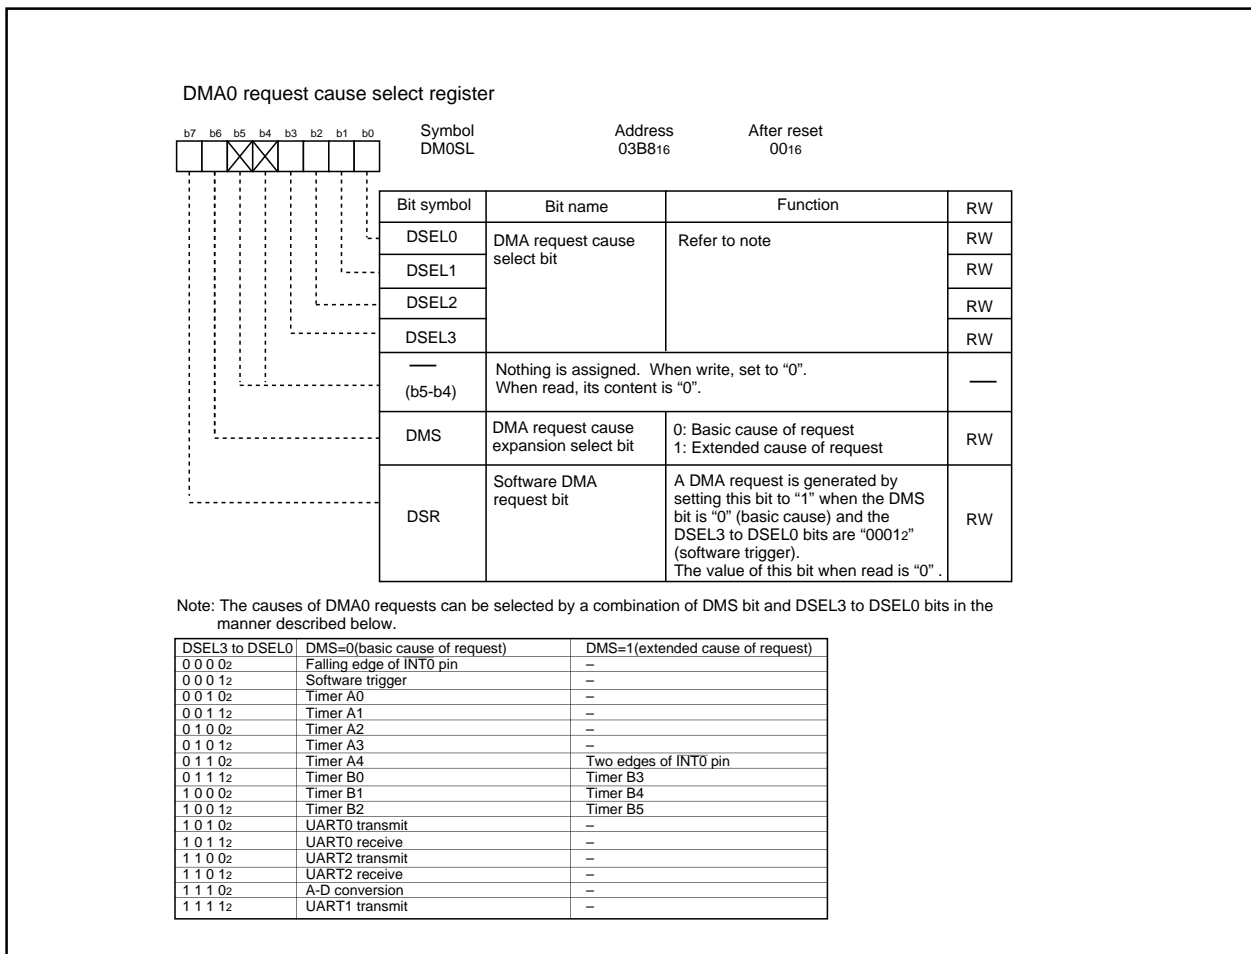 DMA0 request cause select register
b7 b6 b5 b4 b3 b2 b1 b0
Symbol Address After reset
DM0SL 03B816 0016
Bit symbol Bit name Function RW
DSEL0 DMA request cause select bit Refer to note RW
DSEL1 RW
DSEL2 RW
DSEL3 RW
— (b5-b4) Nothing is assigned. When write, set to “0”. —
When read, its content is “0”.
DMS DMA request cause expansion select bit 0: Basic cause of request RW
1: Extended cause of request
DSR Software DMA request bit A DMA request is generated by
setting this bit to “1” when the DMS
bit is “0” (basic cause) and the
DSEL3 to DSEL0 bits are “00012”
(software trigger).
The value of this bit when read is “0” .
RW
Note: The causes of DMA0 requests can be selected by a combination of DMS bit and DSEL3 to DSEL0 bits in the
manner described below.
DSEL3 to DSEL0 DMS=0(basic cause of request) DMS=1(extended cause of request)
0 0 0 02 Falling edge of INT0 pin –
0 0 0 12 Software trigger –
0 0 1 02 Timer A0 –
0 0 1 12 Timer A1 –
0 1 0 02 Timer A2 –
0 1 0 12 Timer A3 –
0 1 1 02 Timer A4 Two edges of INT0 pin
0 1 1 12 Timer B0 Timer B3
1 0 0 02 Timer B1 Timer B4
1 0 0 12 Timer B2 Timer B5
1 0 1 02 UART0 transmit –
1 0 1 12 UART0 receive –
1 1 0 02 UART2 transmit –
1 1 0 12 UART2 receive –
1 1 1 02 A-D conversion –
1 1 1 12 UART1 transmit –